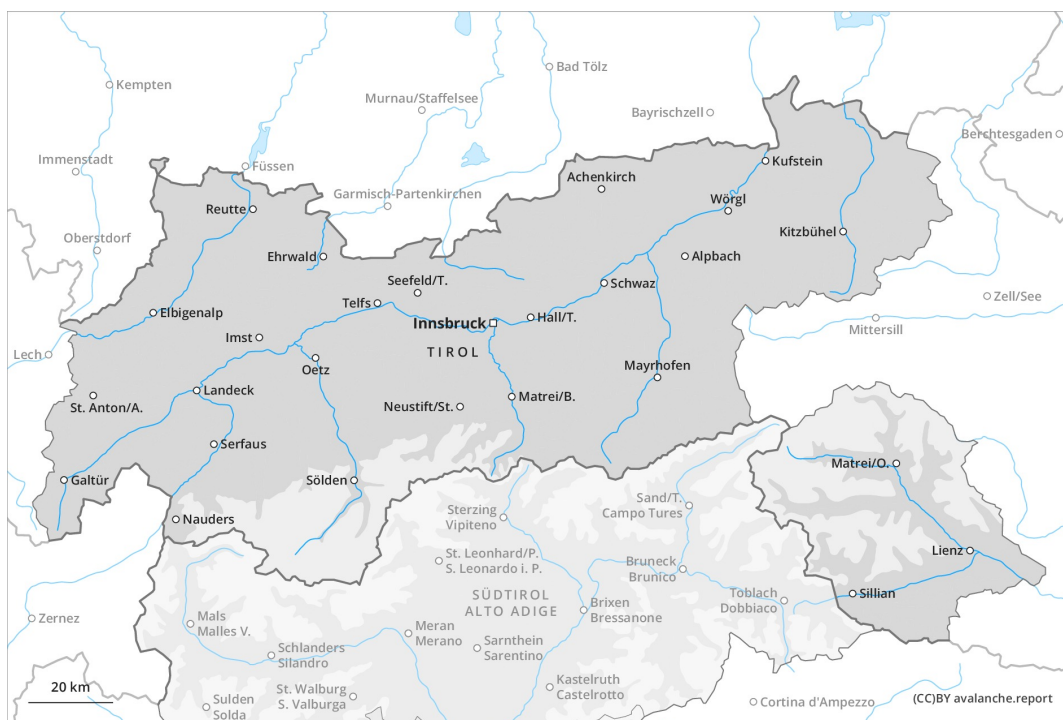 Kempten
Bad Tölz
Murnau/Staffelsee
Bayrischzell
Berchtesgaden
Immenstadt
Füssen
Kufstein
Achenkirch
Garmisch-Partenkirchen
Reutte
Wörgl
Kitzbühel
Oberstdorf
Ehrwald
Alpbach
Seefeld/T.
Schwaz
Zell/See
Telfs
Elbigenalp
Innsbruck
Hall/T.
Mittersill
Imst
TIROL
Lech
Oetz
Mayrhofen
Landeck
Matrei/B.
St. Anton/A.
Neustift/St.
Serfaus
Matrei/O.
Galtür
Sölden
Sand/T.
Campo Tures
Sterzing
Vipiteno
Nauders
St. Leonhard/P.
S. Leonardo i. P.
Lienz
Bruneck
Brunico
SÜDTIROL
ALTO ADIGE
Toblach
Dobbiaco
Sillian
Brixen
Bressanone
Zernez
Mals
Malles V.
Meran
Merano
Sarnthein
Sarentino
Schlanders
Silandro
20 km
St. Walburg
S. Valburga
Kastelruth
Castelrotto
Sulden
Solda
Cortina d'Ampezzo
(CC)BY avalanche.report